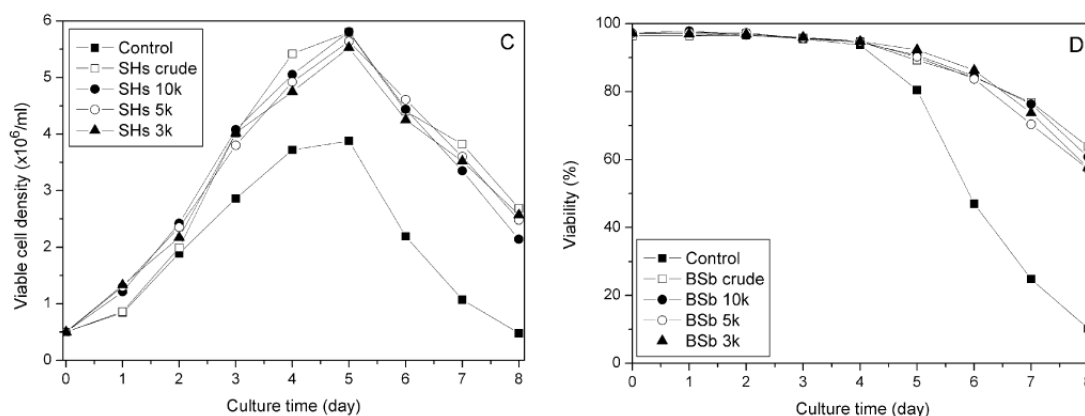 C
Control
SHs crude
SHs 10k
SHs 5k
SHs 3k
Viable cell density (x10⁶/ml)
6
5
4
3
2
1
0
0 1 2 3 4 5 6 7 8
Culture time (day)
D
Control
BSb crude
BSb 10k
BSb 5k
BSb 3k
Viability (%)
100
80
60
40
20
0
0 1 2 3 4 5 6 7 8
Culture time (day)